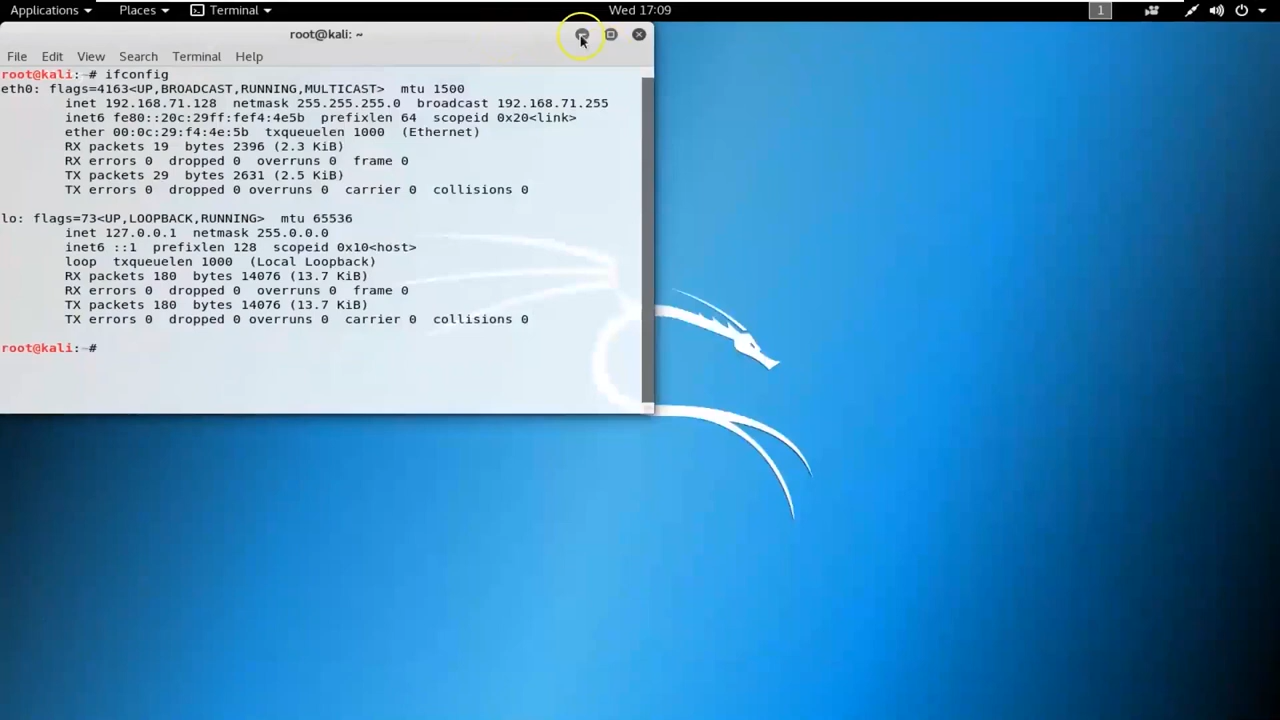 Applications Places Terminal Wed 17:09 1
root@kali: ~
File Edit View Search Terminal Help
root@kali:~# ifconfig
eth0: flags=4163<UP,BROADCAST,RUNNING,MULTICAST>  mtu 1500
        inet 192.168.71.128  netmask 255.255.255.0  broadcast 192.168.71.255
        inet6 fe80::20c:29ff:fef4:4e5b  prefixlen 64  scopeid 0x20<link>
        ether 00:0c:29:f4:4e:5b  txqueuelen 1000  (Ethernet)
        RX packets 19  bytes 2396 (2.3 KiB)
        RX errors 0  dropped 0  overruns 0  frame 0
        TX packets 29  bytes 2631 (2.5 KiB)
        TX errors 0  dropped 0 overruns 0  carrier 0  collisions 0
lo: flags=73<UP,LOOPBACK,RUNNING>  mtu 65536
        inet 127.0.0.1  netmask 255.0.0.0
        inet6 ::1  prefixlen 128  scopeid 0x10<host>
        loop  txqueuelen 1000  (Local Loopback)
        RX packets 180  bytes 14076 (13.7 KiB)
        RX errors 0  dropped 0  overruns 0  frame 0
        TX packets 180  bytes 14076 (13.7 KiB)
        TX errors 0  dropped 0 overruns 0  carrier 0  collisions 0
root@kali:~#